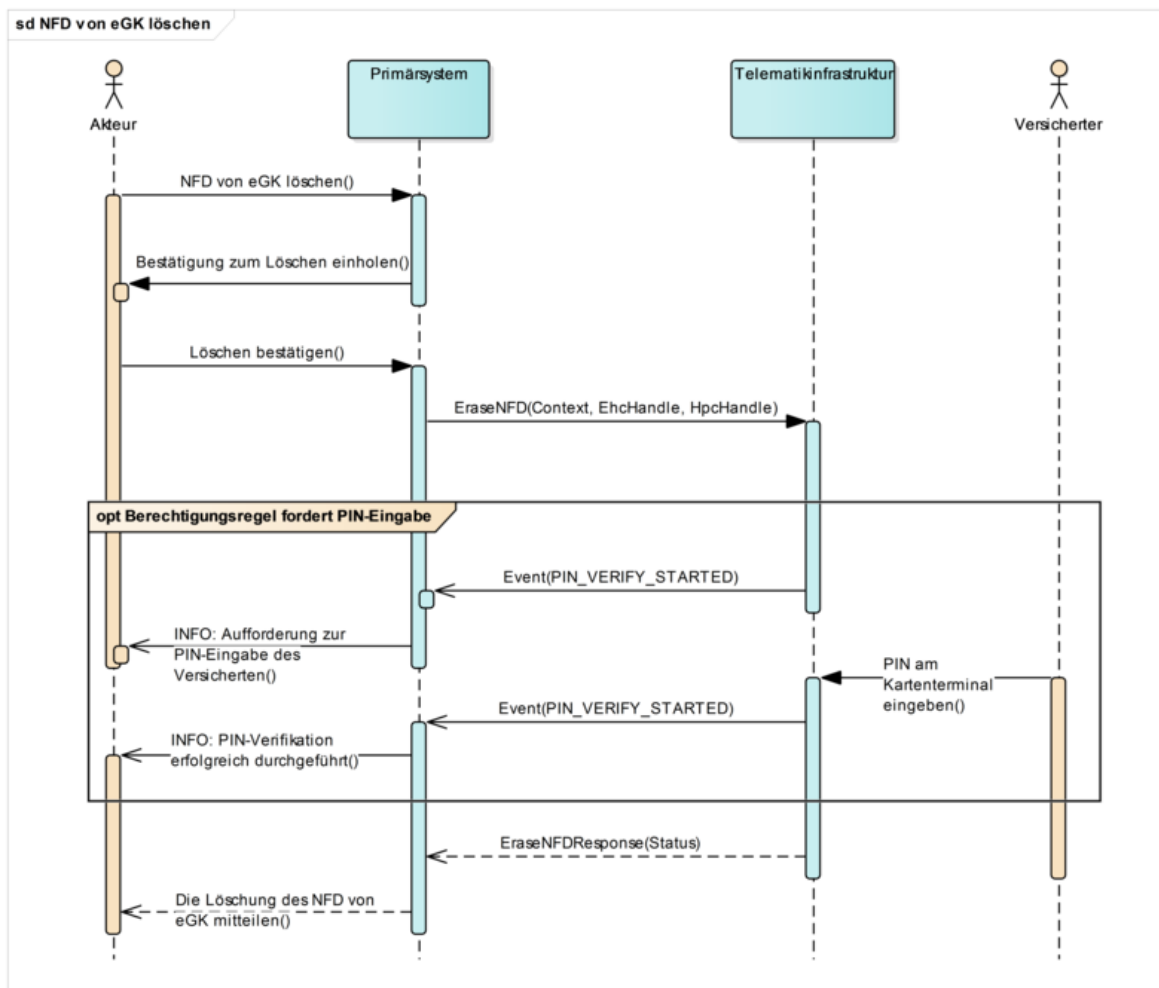 sd NFD von eGK löschen
Primärsystem
Telematikinfrastruktur
Akteur
Versicherter
NFD von eGK löschen()
Bestätigung zum Löschen einholen()
Löschen bestätigen()
EraseNFD(Context, EhcHandle, HpcHandle)
opt Berechtigungsregel fordert PIN-Eingabe
Event(PIN_VERIFY_STARTED)
INFO: Aufforderung zur
PIN-Eingabe des
Versicherten()
PIN am
Kartenterminal
eingeben()
Event(PIN_VERIFY_STARTED)
INFO: PIN-Verifikation
erfolgreich durchgeführt()
EraseNFDResponse(Status)
Die Löschung des NFD von
eGK mitteilen()